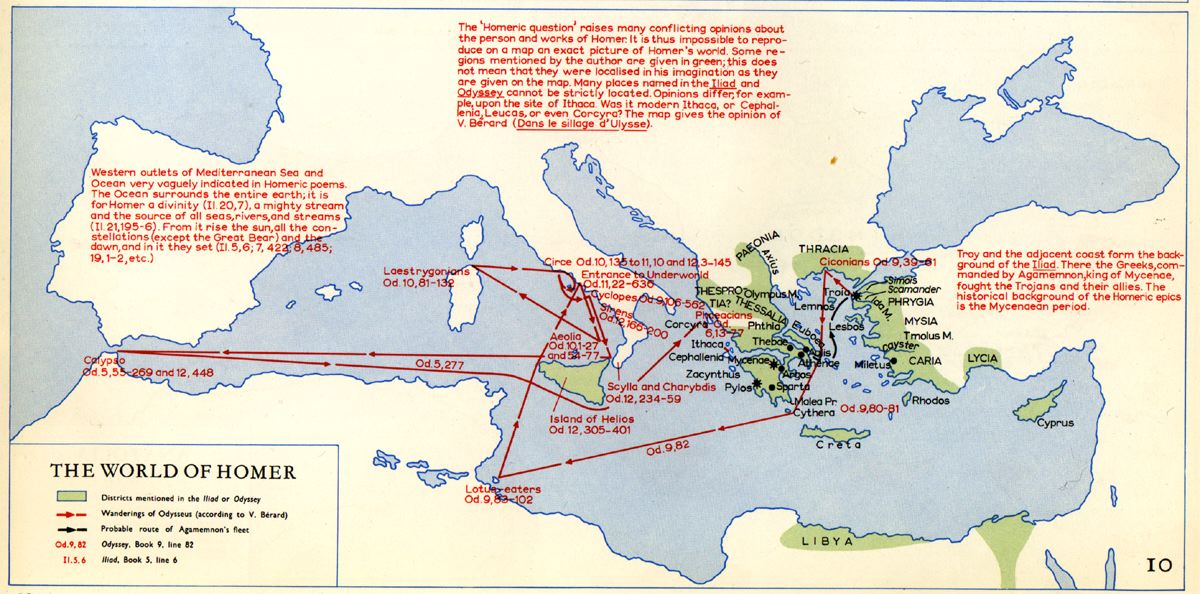 The 'Homeric question' raises many conflicting opinions about
the person and works of Homer. It is thus impossible to repro-
duce on a map an exact picture of Homer's world. Some re-
gions mentioned by the author are given in green; this does
not mean that they were localised in his imagination as they
are given on the map. Many places named in the Iliad and
Odyssey cannot be strictly located. Opinions differ, for exam-
ple, upon the site of Ithaca. Was it modern Ithaca, or Cephal-
lenia, Leucas, or even Corcyra? The map gives the opinion of
V. Bérard (Dans le sillage d'Ulysse).
Western outlets of Mediterranean Sea and
Ocean very vaguely indicated in Homeric poems.
The Ocean surrounds the entire earth; it is
for Homer a divinity (Il. 20,7), a mighty stream
and the source of all seas, rivers, and streams
(Il. 21,195-6). From it rise the sun, all the con-
stellations (except the Great Bear) and the
dawn, and in it they set (Il. 5,6; 7, 422; 8, 485;
19,1-2, etc.)
Troy and the adjacent coast form the back-
ground of the Iliad. There the Greeks, com-
manded by Agamemnon, king of Mycenae,
fought the Trojans and their allies. The
historical background of the Homeric epics
is the Mycenaean period.
PAEONIA
Axius
THRACIA
Ciconians Od. 9,39-61
Circe Od. 10,135 to 11,10 and 12,3-145
Laestrygonians
Od. 10,81-132
Entrance to Underworld
Od. 11,22-636
Cyclopes Od. 9,106-562
Sirens
Od. 12,166-200
THESPRO-
TIA?
Olympus M.
THESSALIA
Troia
Simois
Scamander
Ida M.
PHRYGIA
Lemnos
Phaeacians
Od.
6,13-77
Corcyra
Phthia
Euboea
Lesbos
MYSIA
Tmolus M.
Cayster
Aeolia
Od. 10,1-27
and 54-77
Ithaca
Thebae
Aulis
Athenae
Cephallenia
Mycenae
Argos
Miletus
CARIA
LYCIA
Calypso
Od. 5,55-269 and 12,448
Od. 5,277
Zacynthus
Pylos
Sparta
Scylla and Charybdis
Od. 12, 234-59
Malea Pr.
Cythera
Od. 9,80-81
Rhodos
Island of Helios
Od. 12,305-401
Cyprus
Creta
Od. 9,82
Lotus-eaters
Od. 9,83-102
LIBYA
THE WORLD OF HOMER
Districts mentioned in the Iliad or Odyssey
Wanderings of Odysseus (according to V. Bérard)
Probable route of Agamemnon's fleet
Od. 9,82 Odyssey, Book 9, line 82
Il. 5,6 Iliad, Book 5, line 6
10